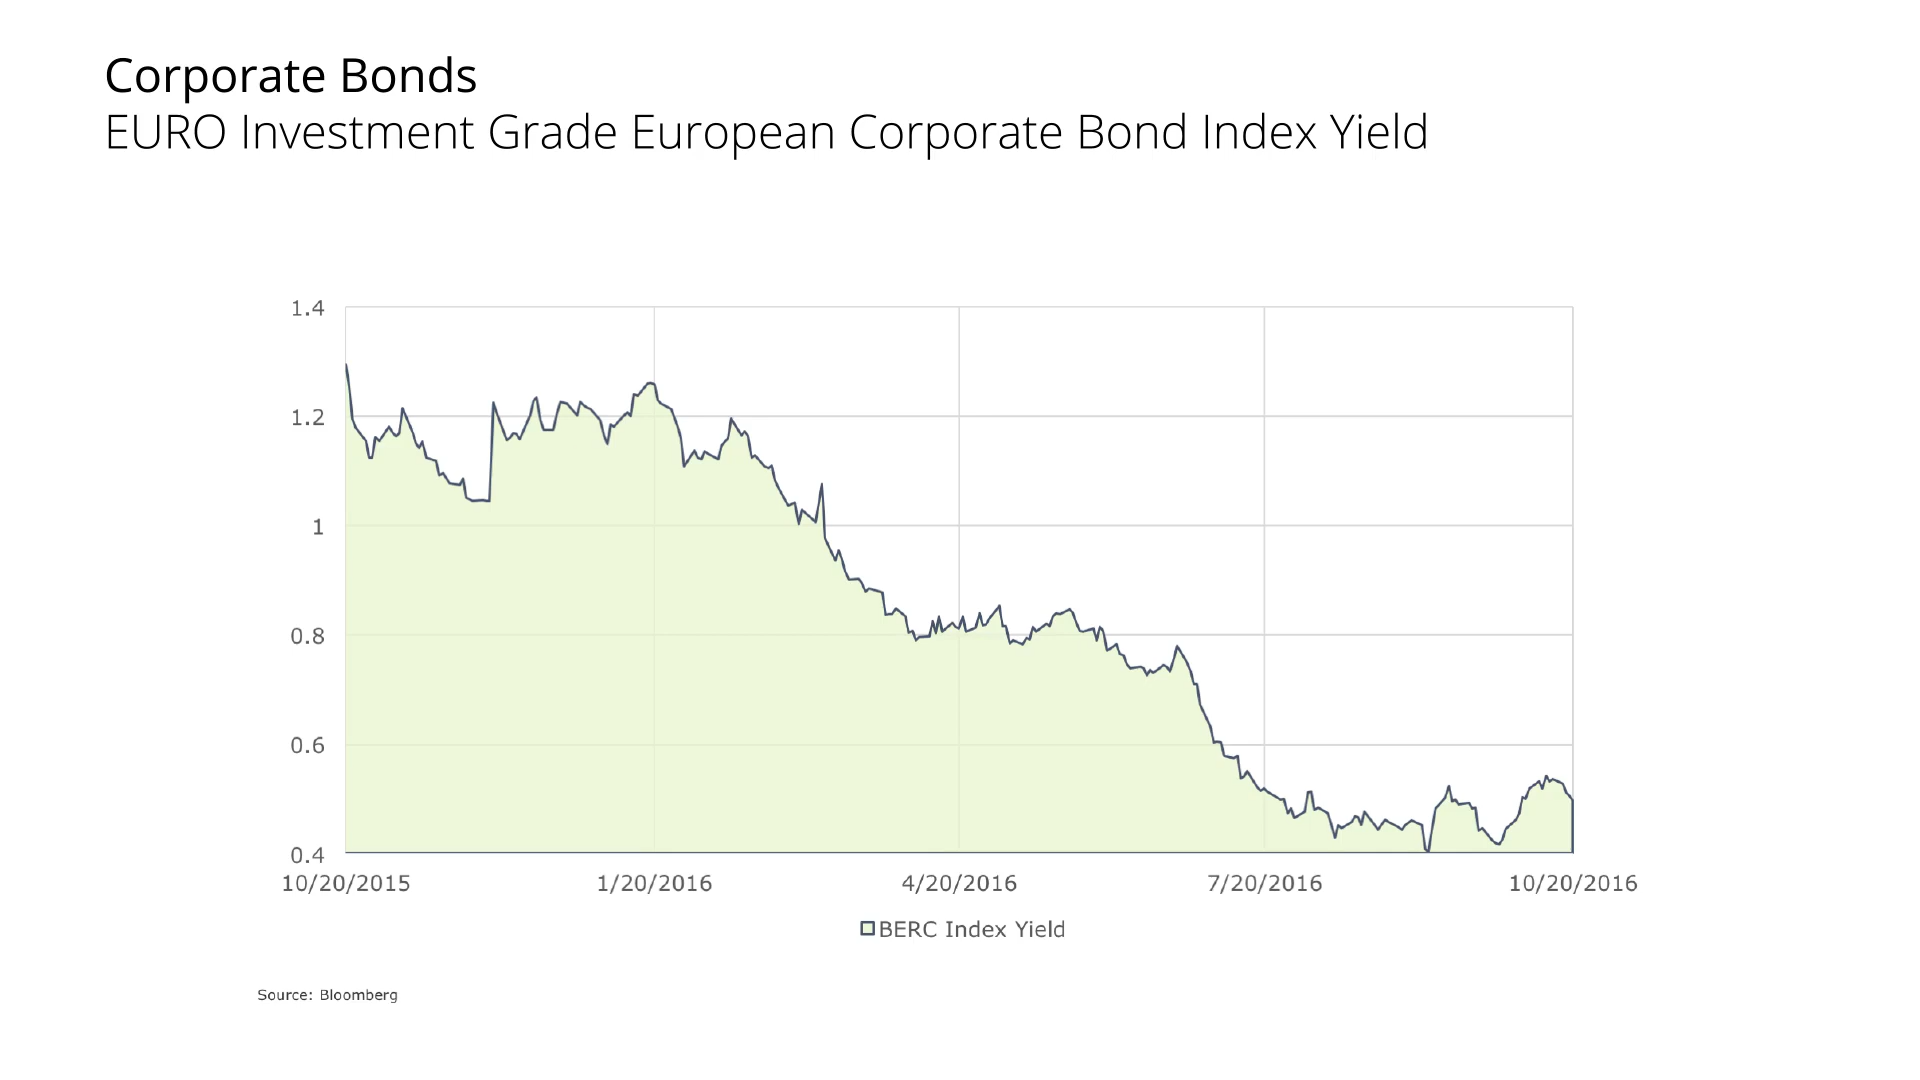 Corporate Bonds
EURO Investment Grade European Corporate Bond Index Yield
1.4
1.2
1
0.8
0.6
0.4
10/20/2015 1/20/2016 4/20/2016 7/20/2016 10/20/2016
BERC Index Yield
Source: Bloomberg